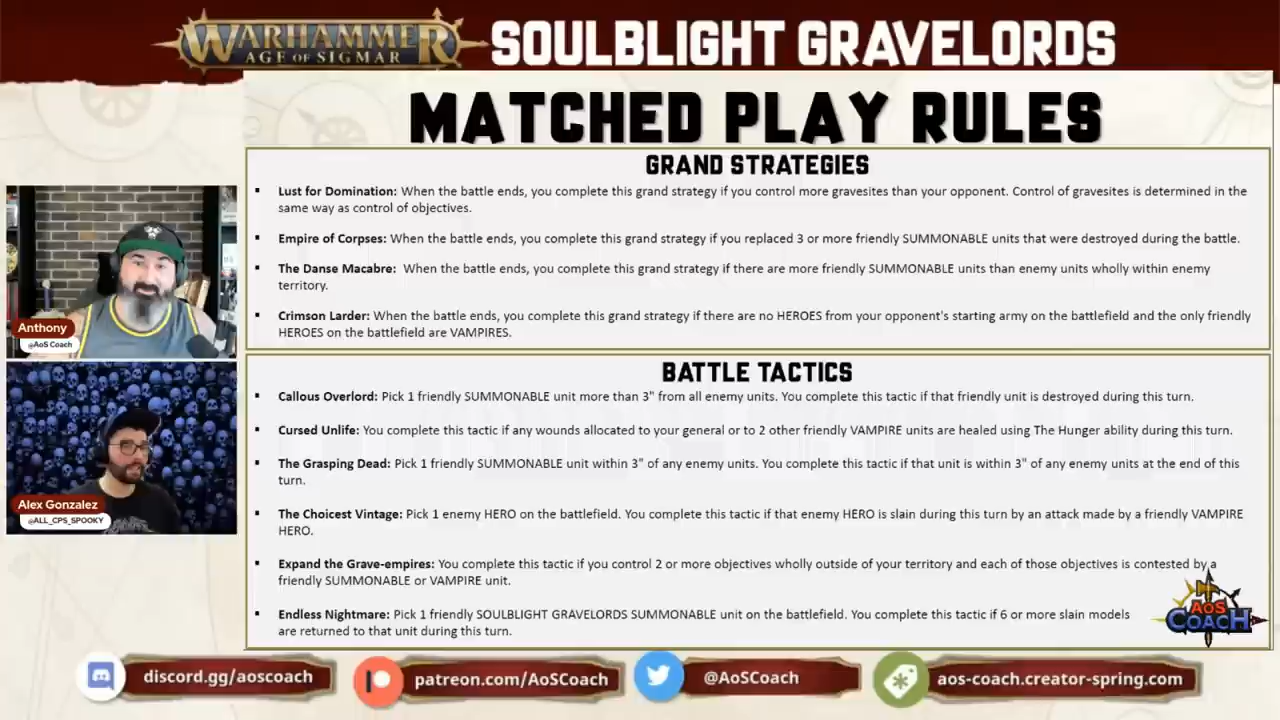 WARHAMMER
AGE OF SIGMAR
SOULBLIGHT GRAVELORDS
MATCHED PLAY RULES
GRAND STRATEGIES
▪ Lust for Domination: When the battle ends, you complete this grand strategy if you control more gravesites than your opponent. Control of gravesites is determined in the
same way as control of objectives.
▪ Empire of Corpses: When the battle ends, you complete this grand strategy if you replaced 3 or more friendly SUMMONABLE units that were destroyed during the battle.
▪ The Danse Macabre: When the battle ends, you complete this grand strategy if there are more friendly SUMMONABLE units than enemy units wholly within enemy
territory.
▪ Crimson Larder: When the battle ends, you complete this grand strategy if there are no HEROES from your opponent's starting army on the battlefield and the only friendly
HEROES on the battlefield are VAMPIRES.
BATTLE TACTICS
▪ Callous Overlord: Pick 1 friendly SUMMONABLE unit more than 3" from all enemy units. You complete this tactic if that friendly unit is destroyed during this turn.
▪ Cursed Unlife: You complete this tactic if any wounds allocated to your general or to 2 other friendly VAMPIRE units are healed using The Hunger ability during this turn.
▪ The Grasping Dead: Pick 1 friendly SUMMONABLE unit within 3" of any enemy units. You complete this tactic if that unit is within 3" of any enemy units at the end of this
turn.
▪ The Choicest Vintage: Pick 1 enemy HERO on the battlefield. You complete this tactic if that enemy HERO is slain during this turn by an attack made by a friendly VAMPIRE
HERO.
▪ Expand the Grave-empires: You complete this tactic if you control 2 or more objectives wholly outside of your territory and each of those objectives is contested by a
friendly SUMMONABLE or VAMPIRE unit.
▪ Endless Nightmare: Pick 1 friendly SOULBLIGHT GRAVELORDS SUMMONABLE unit on the battlefield. You complete this tactic if 6 or more slain models
are returned to that unit during this turn.
Anthony
@AoS Coach
Alex Gonzalez
@ALL_CPS_SPOOKY
AOS
COACH
discord.gg/aoscoach
patreon.com/AoSCoach
@AoSCoach
aos-coach.creator-spring.com